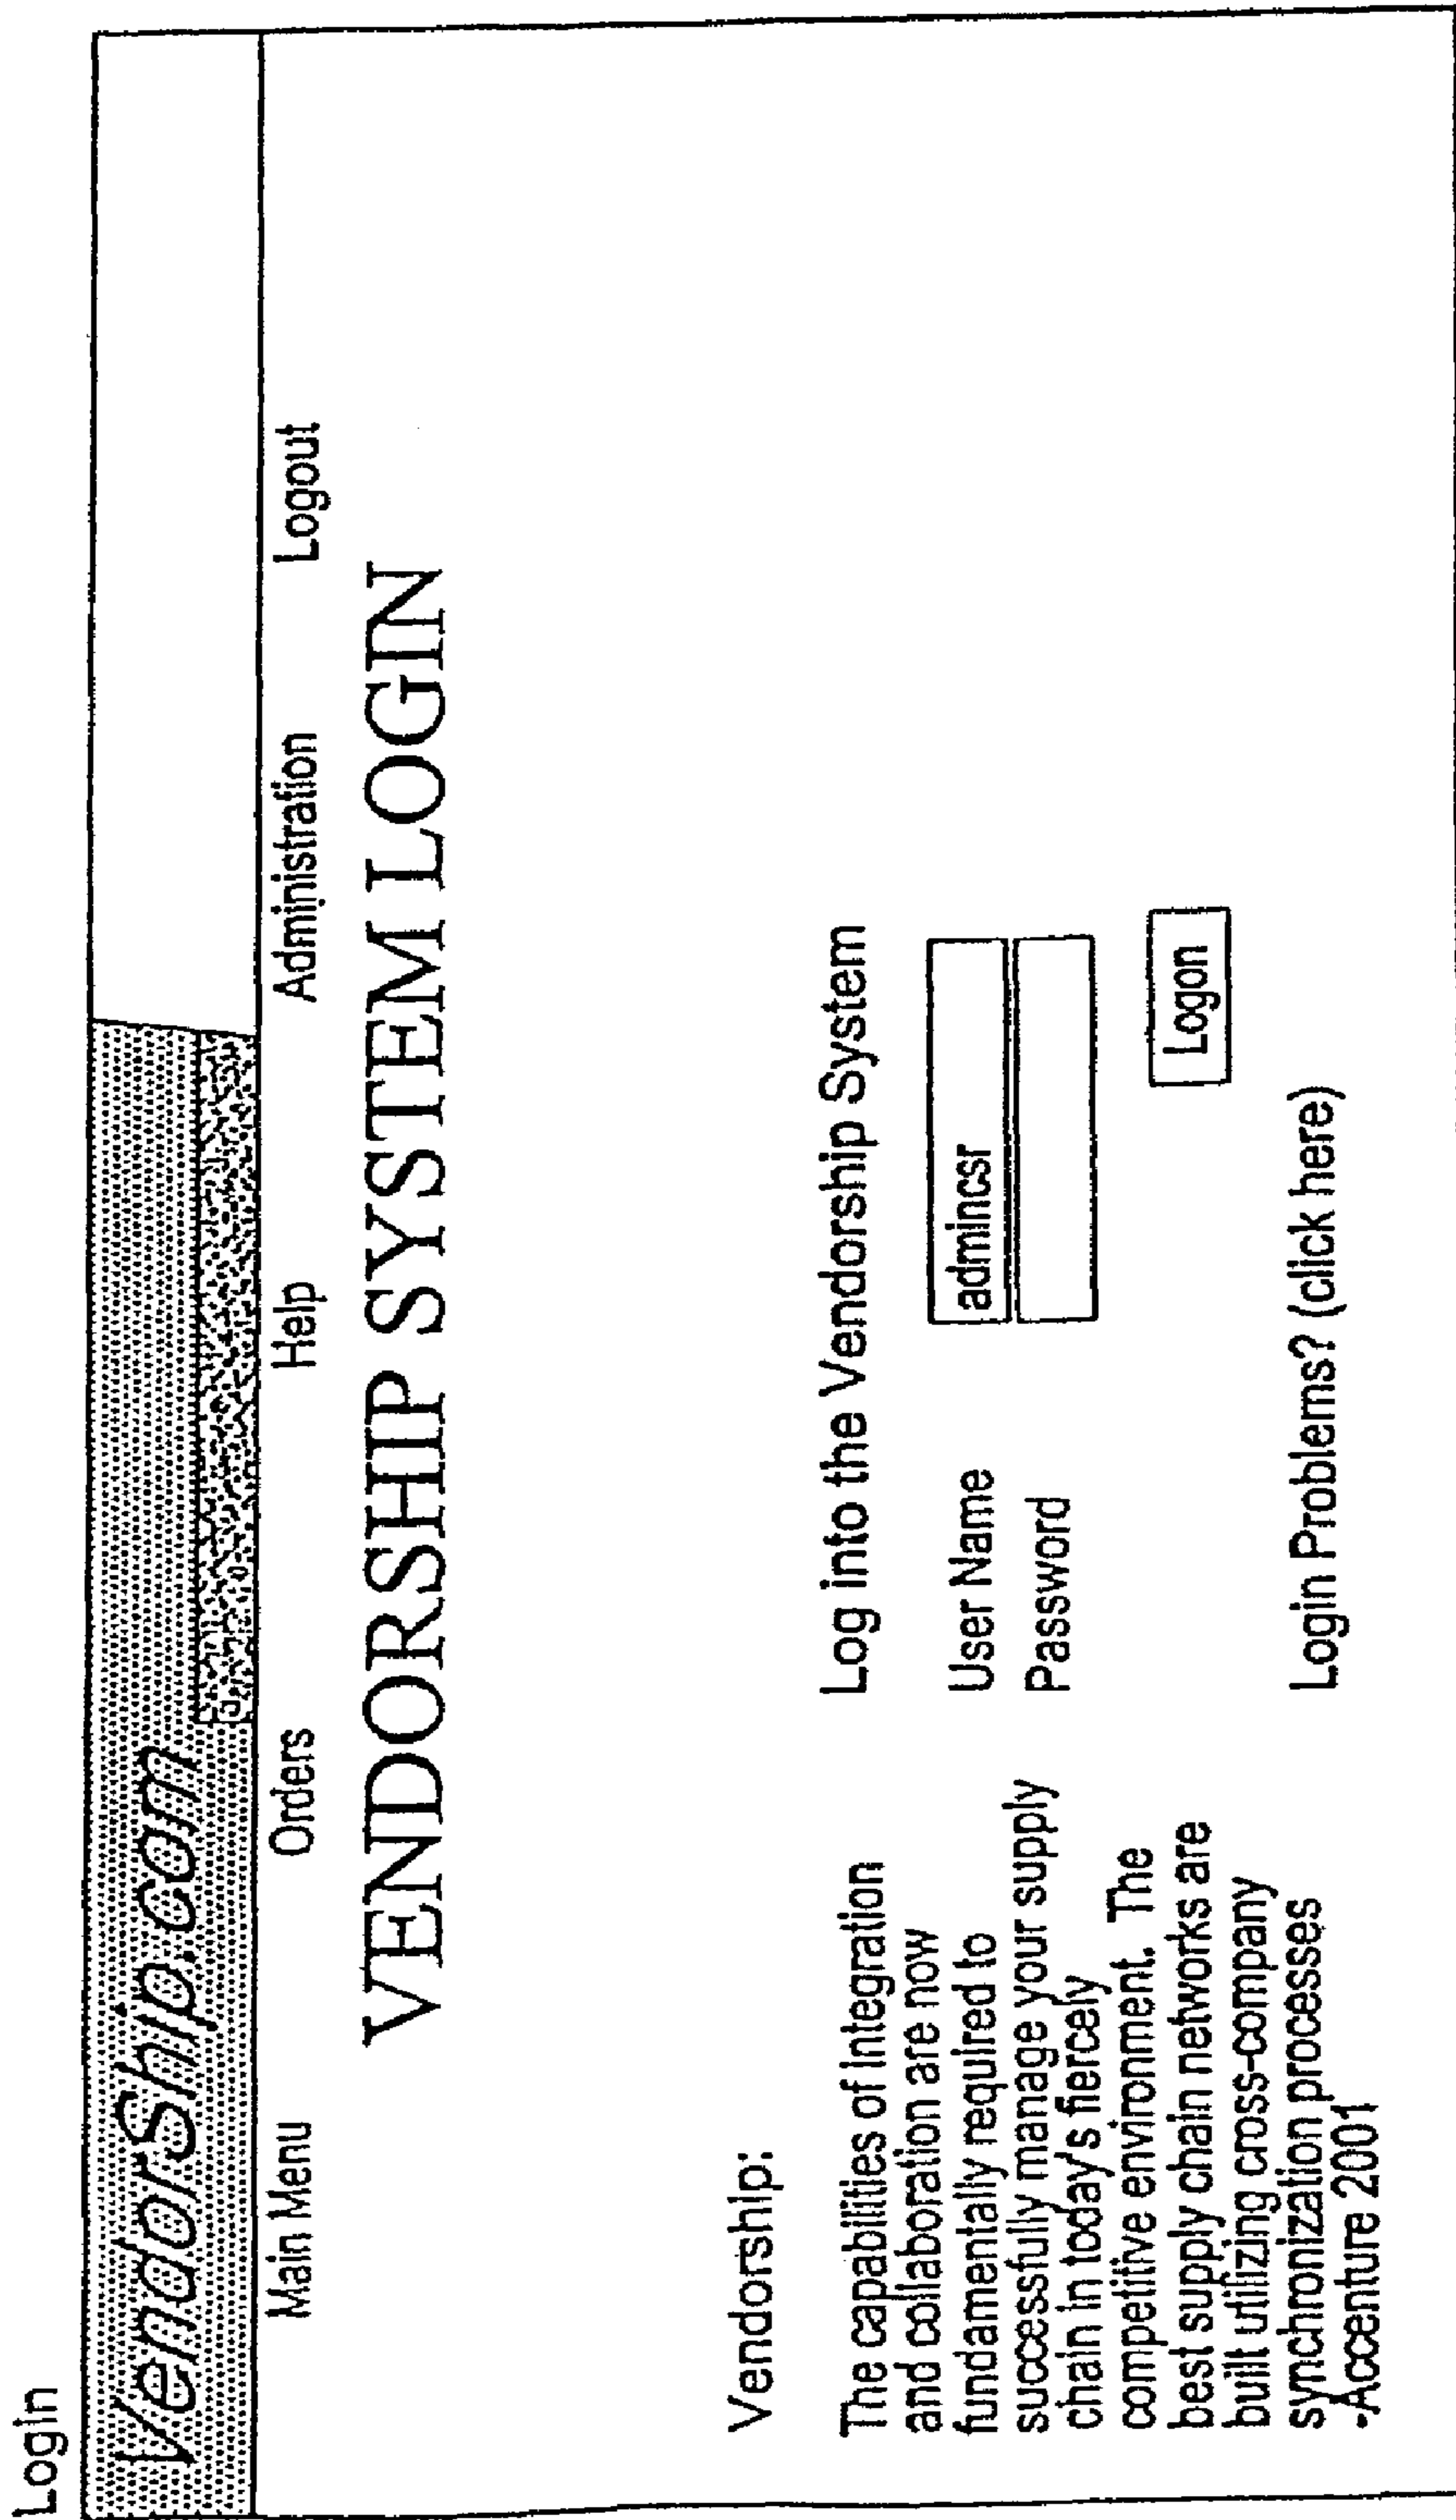 Login
VendorShip.com
Main Menu Orders Help Administration Logout
VENDORSHIP SYSTEM LOGIN
Vendorship:
The capabilities of integration
and collaboration are now
fundamentally required to
successfully manage your supply
chain in today's fiercely
competitive environment. The
best supply chain networks are
built utilizing cross-company
synchronization processes
-Accenture 2001
Log into the Vendorship System
User Name admincsr
Password
Logon
Login Problems? (click here)